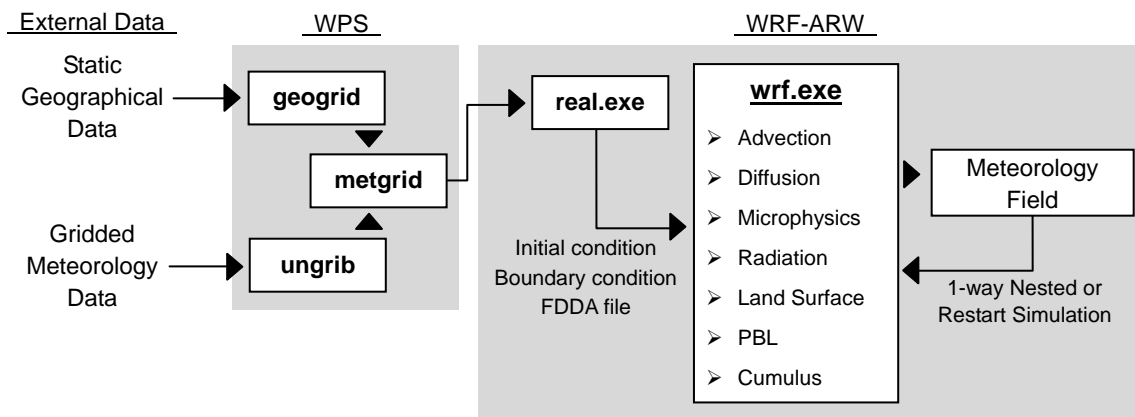 External Data
WPS
WRF-ARW
Static
Geographical
Data
geogrid
metgrid
Gridded
Meteorology
Data
ungrib
real.exe
Initial condition
Boundary condition
FDDA file
wrf.exe
➢ Advection
➢ Diffusion
➢ Microphysics
➢ Radiation
➢ Land Surface
➢ PBL
➢ Cumulus
Meteorology
Field
1-way Nested or
Restart Simulation